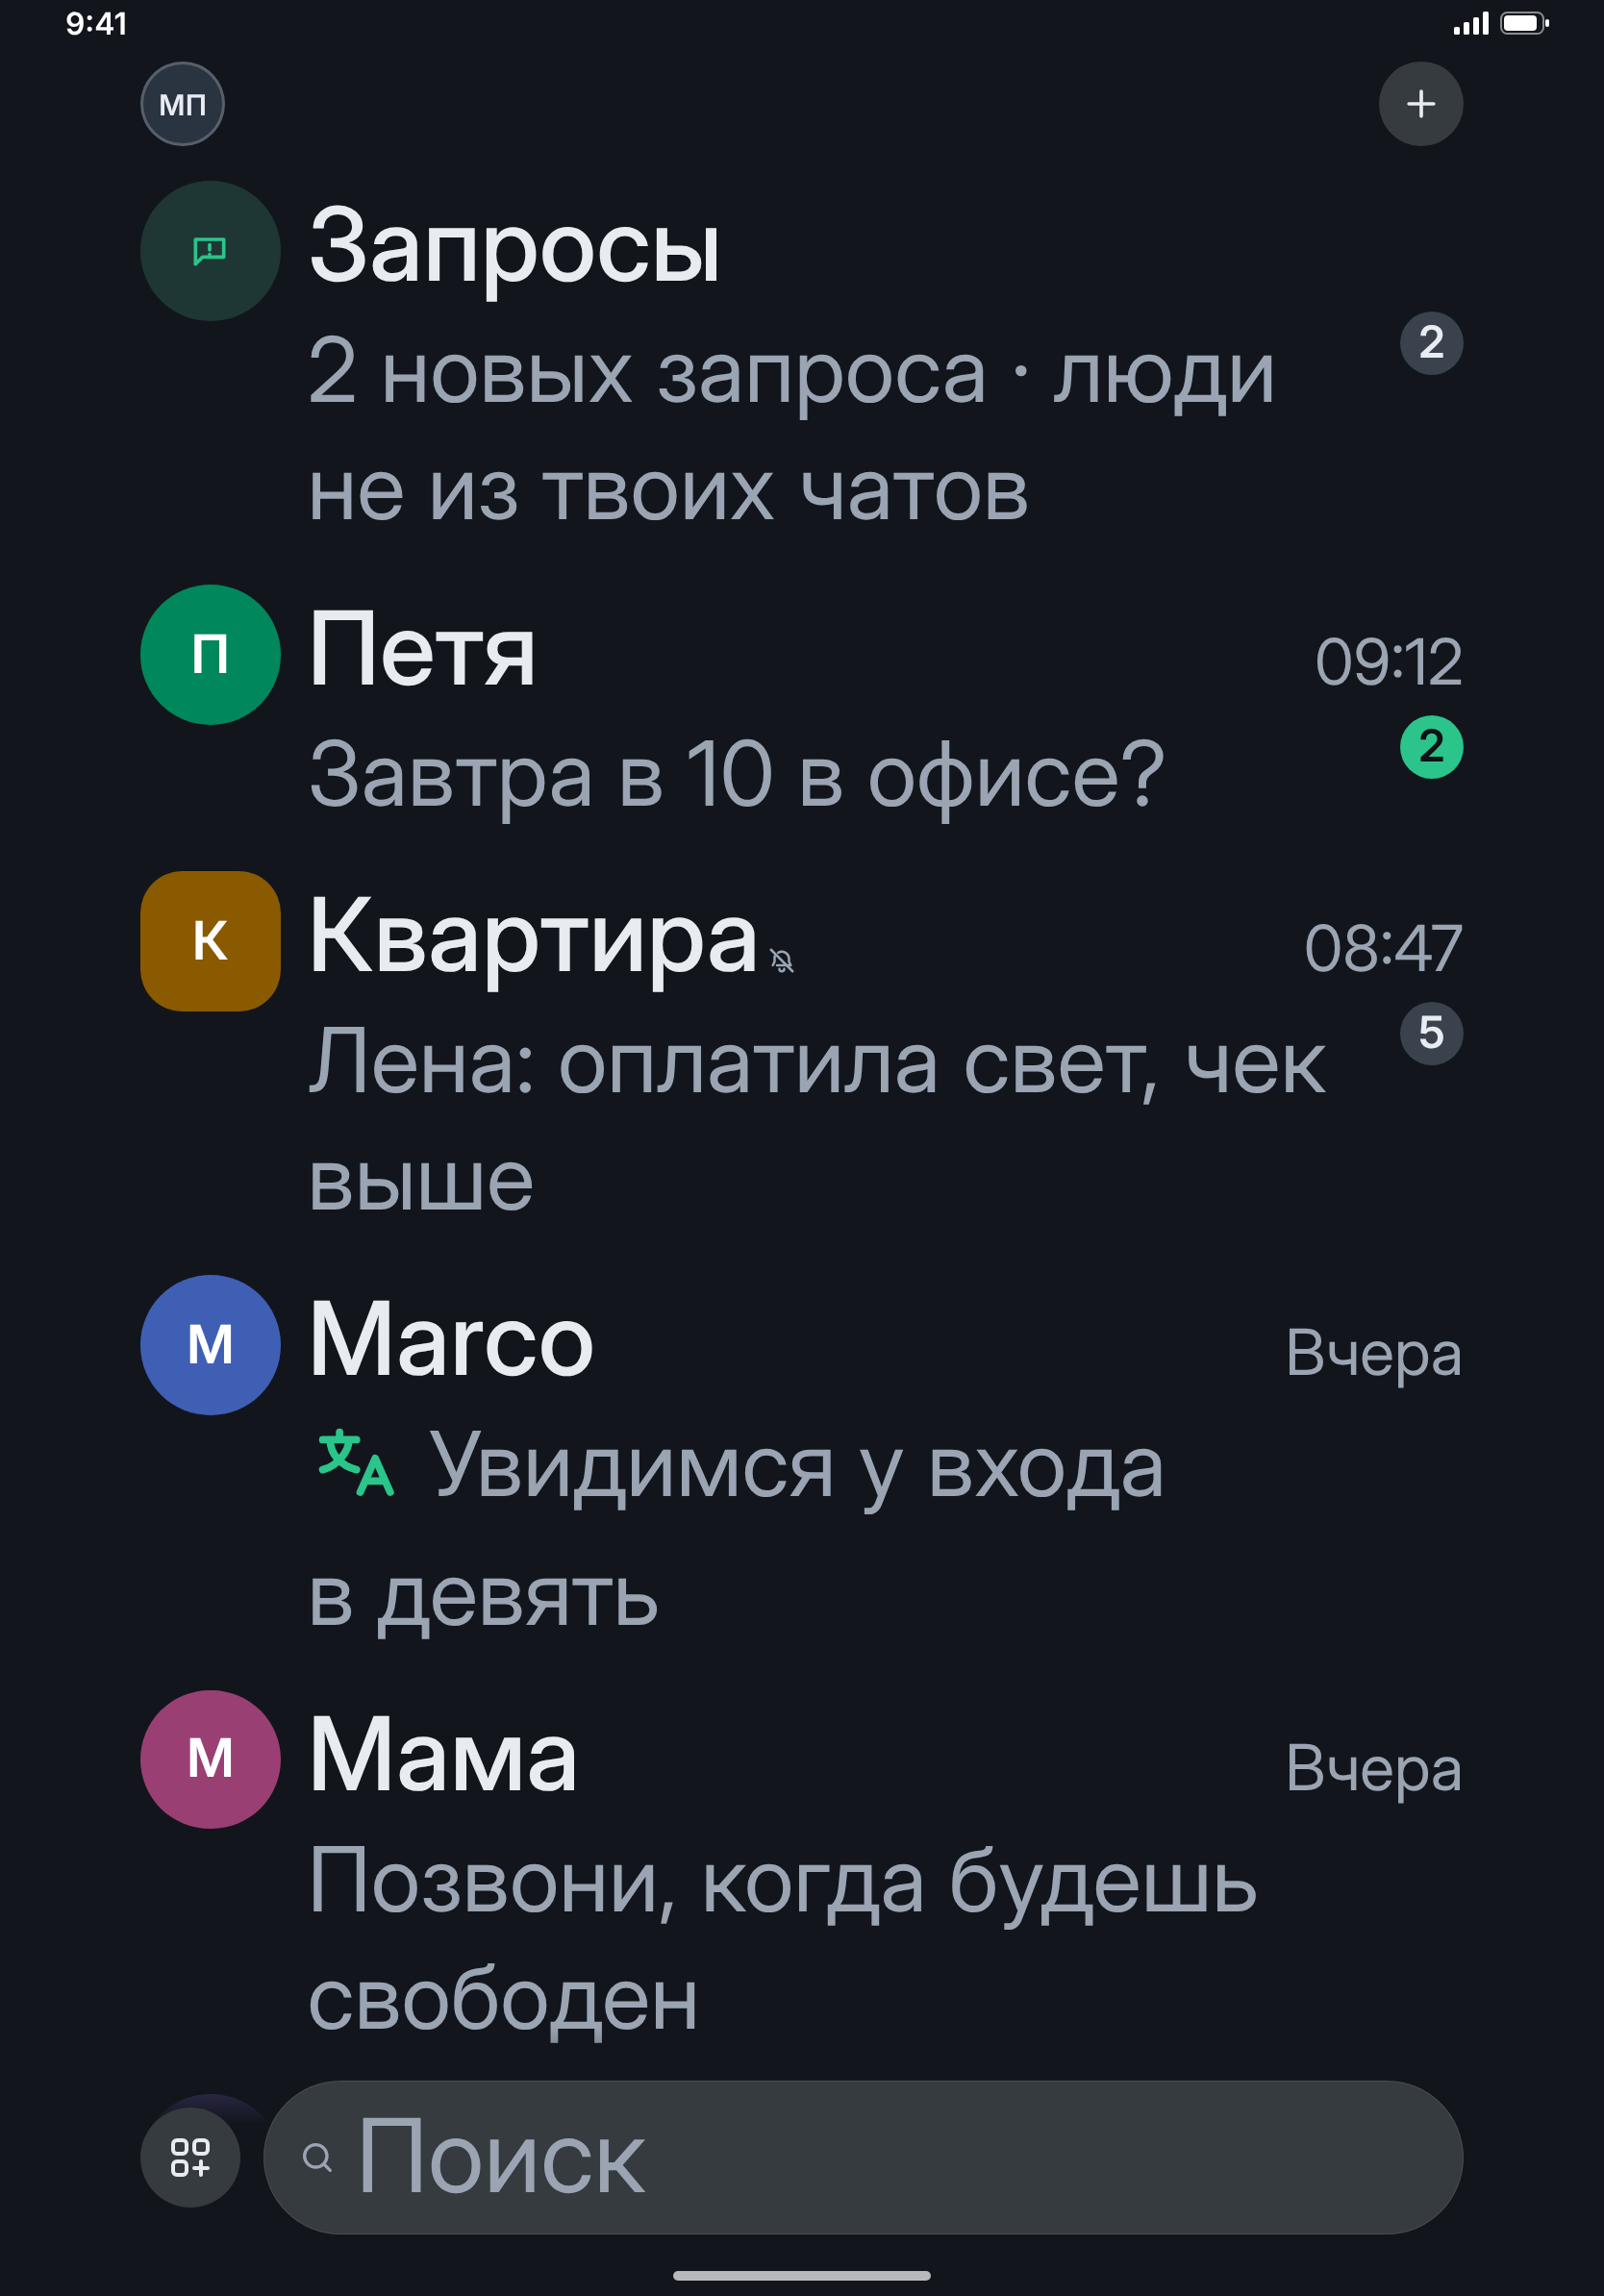 9:41
МП
Запросы
2 новых запроса · люди
не из твоих чатов
2
П
Петя
09:12
Завтра в 10 в офисе?
2
К
Квартира
08:47
Лена: оплатила свет, чек
выше
5
M
Marco
Вчера
文A Увидимся у входа
в девять
М
Мама
Вчера
Позвони, когда будешь
свободен
Поиск